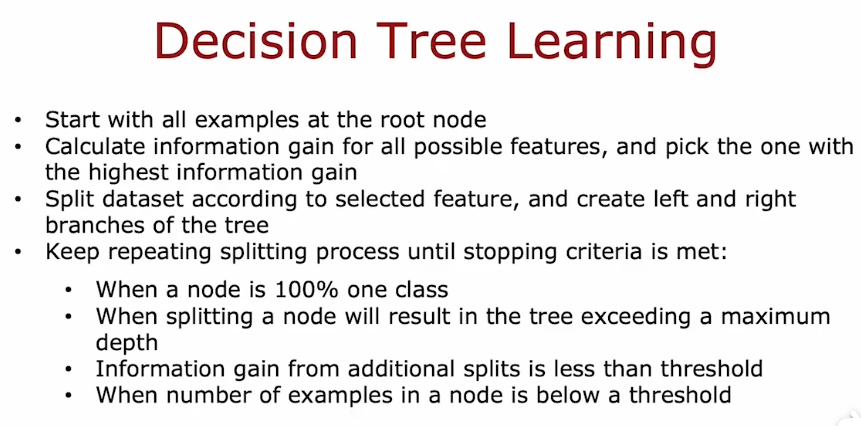 Decision Tree Learning
• Start with all examples at the root node
• Calculate information gain for all possible features, and pick the one with
the highest information gain
• Split dataset according to selected feature, and create left and right
branches of the tree
• Keep repeating splitting process until stopping criteria is met:
• When a node is 100% one class
• When splitting a node will result in the tree exceeding a maximum
depth
• Information gain from additional splits is less than threshold
• When number of examples in a node is below a threshold